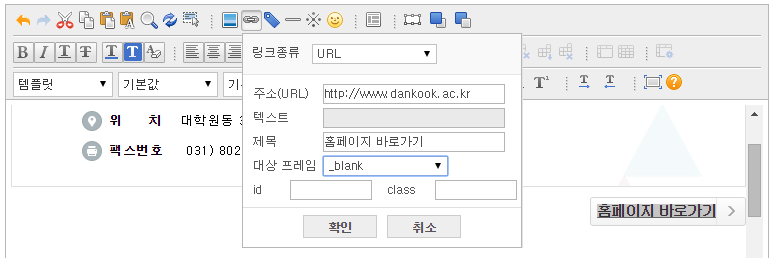 B I T T T
링크종류 URL
템플릿 기본값
T¹ T T
주소(URL) http://www.dankook.ac.kr
텍스트
위 치 대학원동
제목 홈페이지 바로가기
팩스번호 031) 802
대상 프레임 _blank
id class
홈페이지 바로가기
확인 취소